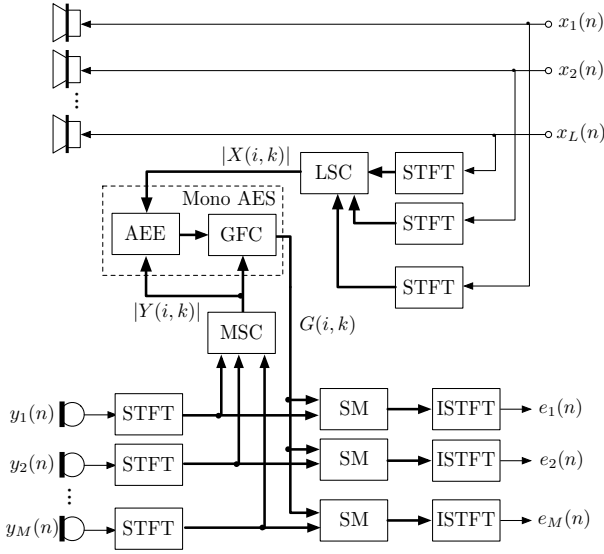 x_1(n)
x_2(n)
⋮
x_L(n)
|X(i, k)|
LSC
STFT
Mono AES
STFT
AEE
GFC
STFT
|Y(i, k)|
G(i, k)
MSC
y_1(n)
STFT
SM
ISTFT
e_1(n)
y_2(n)
STFT
SM
ISTFT
e_2(n)
⋮
y_M(n)
STFT
SM
ISTFT
e_M(n)